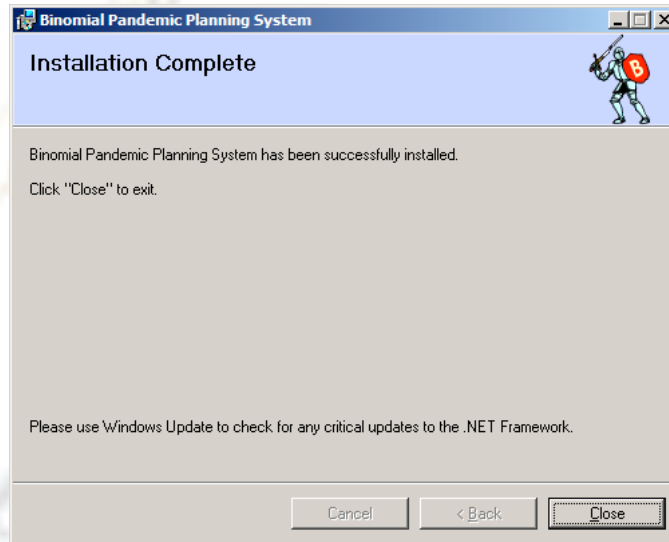 Binomial Pandemic Planning System
Installation Complete
B
Binomial Pandemic Planning System has been successfully installed.
Click "Close" to exit.
Please use Windows Update to check for any critical updates to the .NET Framework.
Cancel
< Back
Close